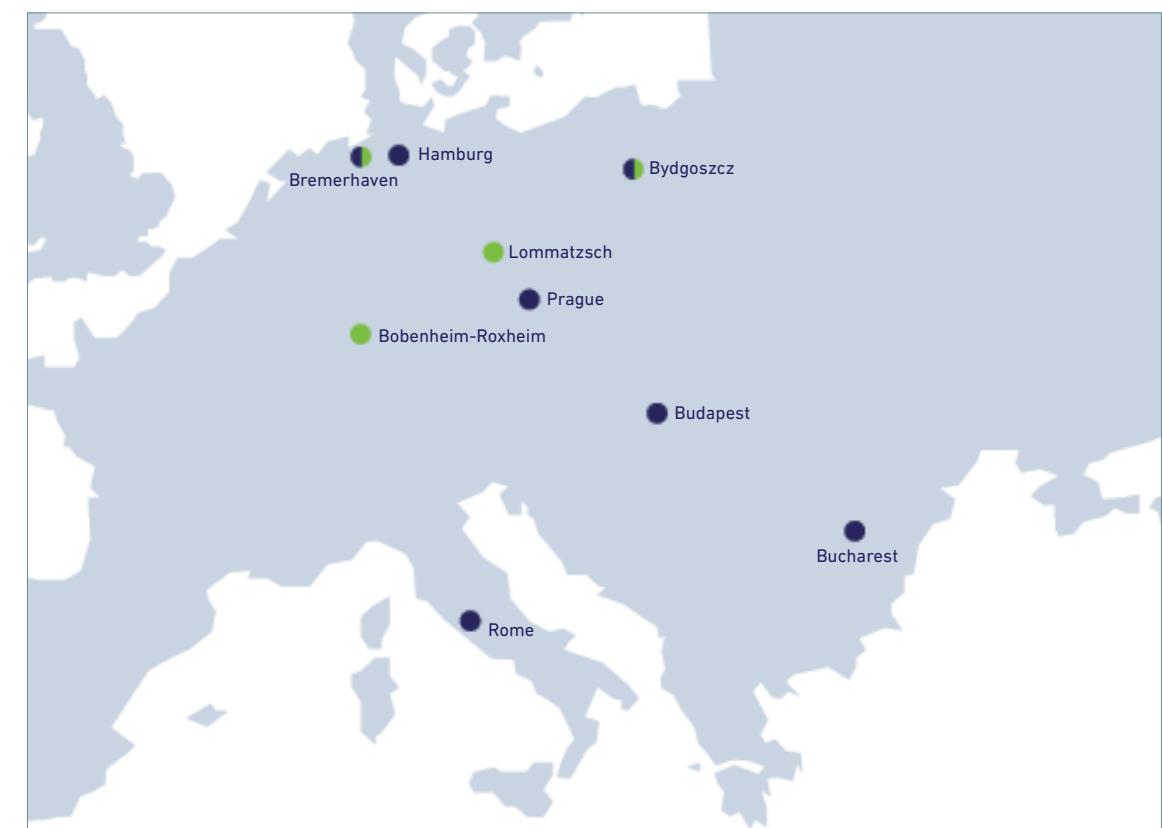 Hamburg
Bremerhaven
Bydgoszcz
Lommatzsch
Prague
Bobenheim-Roxheim
Budapest
Bucharest
Rome